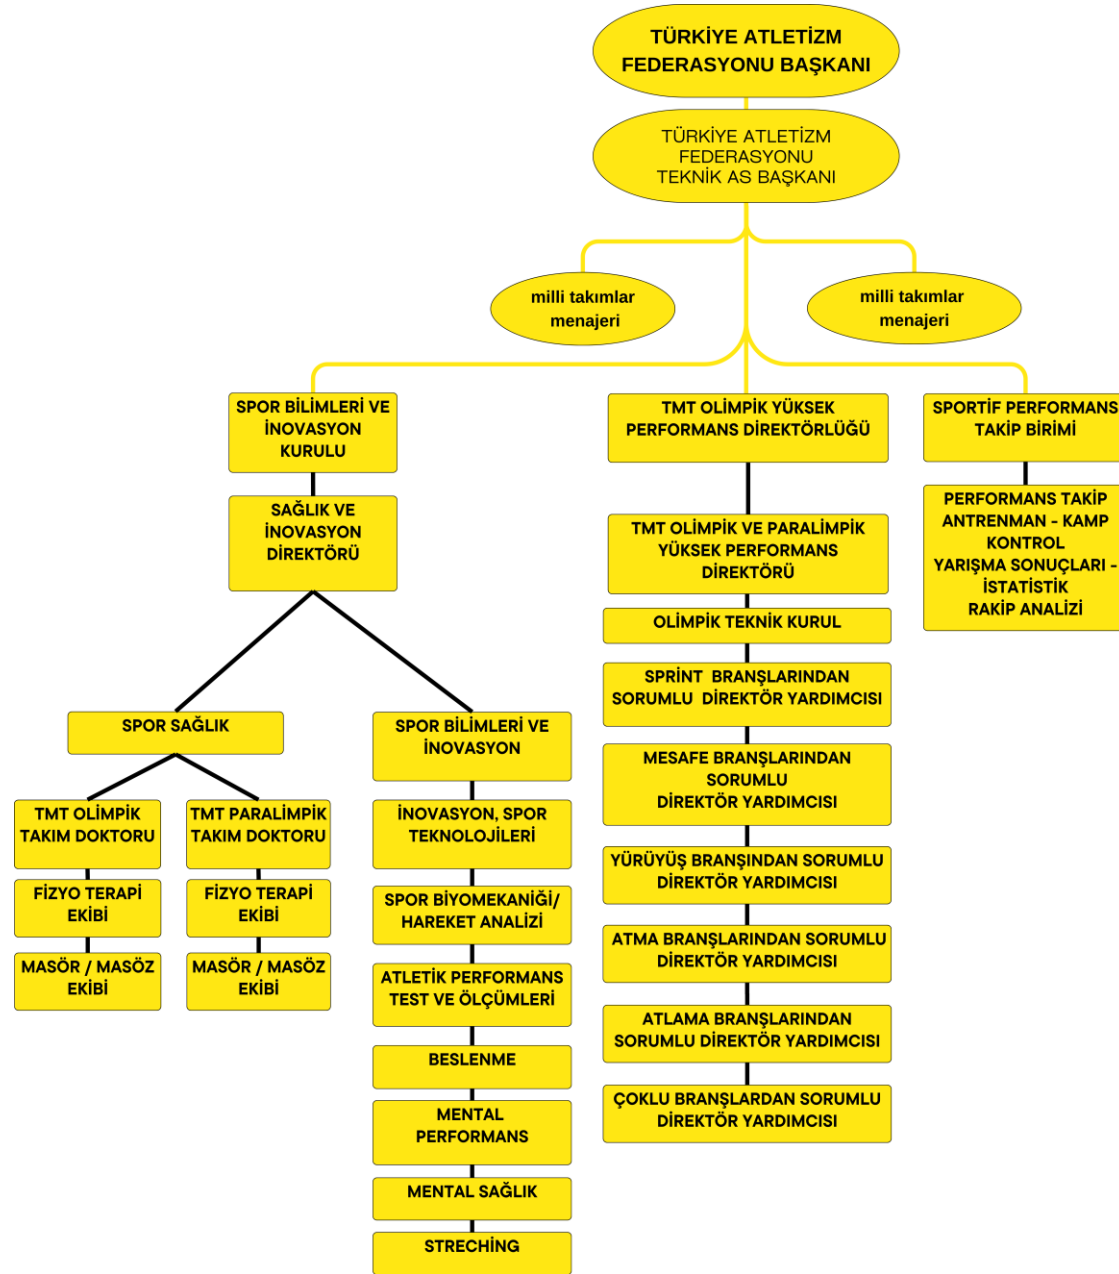 TÜRKİYE ATLETİZM
FEDERASYONU BAŞKANI
TÜRKİYE ATLETİZM
FEDERASYONU
TEKNİK AS BAŞKANI
milli takımlar
menajeri
milli takımlar
menajeri
SPOR BİLİMLERİ VE
İNOVASYON
KURULU
SAĞLIK VE
İNOVASYON
DİREKTÖRÜ
SPOR SAĞLIK
TMT OLİMPİK
TAKIM DOKTORU
FİZYO TERAPİ
EKİBİ
MASÖR / MASÖZ
EKİBİ
TMT PARALİMPİK
TAKIM DOKTORU
FİZYO TERAPİ
EKİBİ
MASÖR / MASÖZ
EKİBİ
SPOR BİLİMLERİ VE
İNOVASYON
İNOVASYON, SPOR
TEKNOLOJİLERİ
SPOR BİYOMEKANİĞİ/
HAREKET ANALİZİ
ATLETİK PERFORMANS
TEST VE ÖLÇÜMLERİ
BESLENME
MENTAL
PERFORMANS
MENTAL SAĞLIK
STRECHİNG
TMT OLİMPİK YÜKSEK
PERFORMANS DİREKTÖRLÜĞÜ
TMT OLİMPİK VE PARALİMPİK
YÜKSEK PERFORMANS
DİREKTÖRÜ
OLİMPİK TEKNİK KURUL
SPRİNT BRANŞLARINDAN
SORUMLU DİREKTÖR YARDIMCISI
MESAFE BRANŞLARINDAN
SORUMLU
DİREKTÖR YARDIMCISI
YÜRÜYÜŞ BRANŞINDAN SORUMLU
DİREKTÖR YARDIMCISI
ATMA BRANŞLARINDAN SORUMLU
DİREKTÖR YARDIMCISI
ATLAMA BRANŞLARINDAN
SORUMLU DİREKTÖR YARDIMCISI
ÇOKLU BRANŞLARDAN SORUMLU
DİREKTÖR YARDIMCISI
SPORTİF PERFORMANS
TAKİP BİRİMİ
PERFORMANS TAKİP
ANTRENMAN - KAMP
KONTROL
YARIŞMA SONUÇLARI -
İSTATİSTİK
RAKİP ANALİZİ